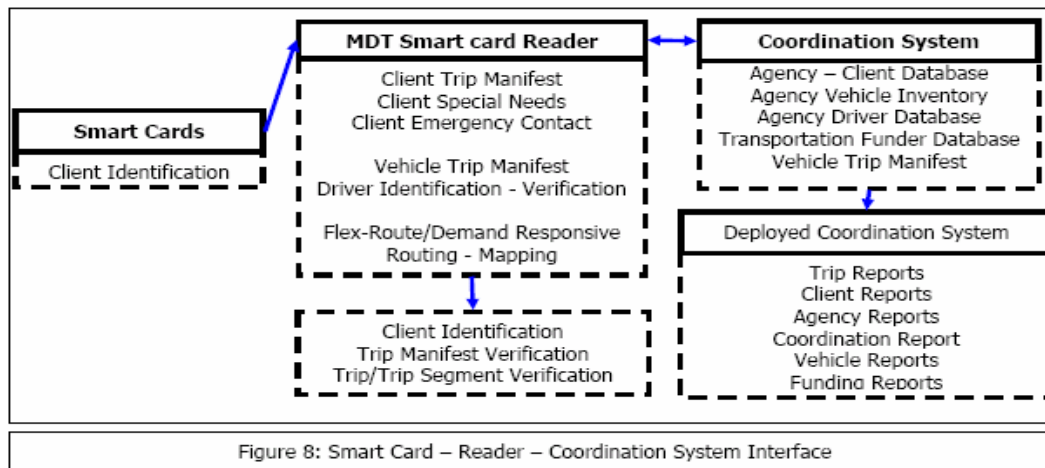 Smart Cards
Client Identification
MDT Smart card Reader
Client Trip Manifest
Client Special Needs
Client Emergency Contact
Vehicle Trip Manifest
Driver Identification - Verification
Flex-Route/Demand Responsive
Routing - Mapping
Client Identification
Trip Manifest Verification
Trip/Trip Segment Verification
Coordination System
Agency – Client Database
Agency Vehicle Inventory
Agency Driver Database
Transportation Funder Database
Vehicle Trip Manifest
Deployed Coordination System
Trip Reports
Client Reports
Agency Reports
Coordination Report
Vehicle Reports
Funding Reports
Figure 8: Smart Card – Reader – Coordination System Interface